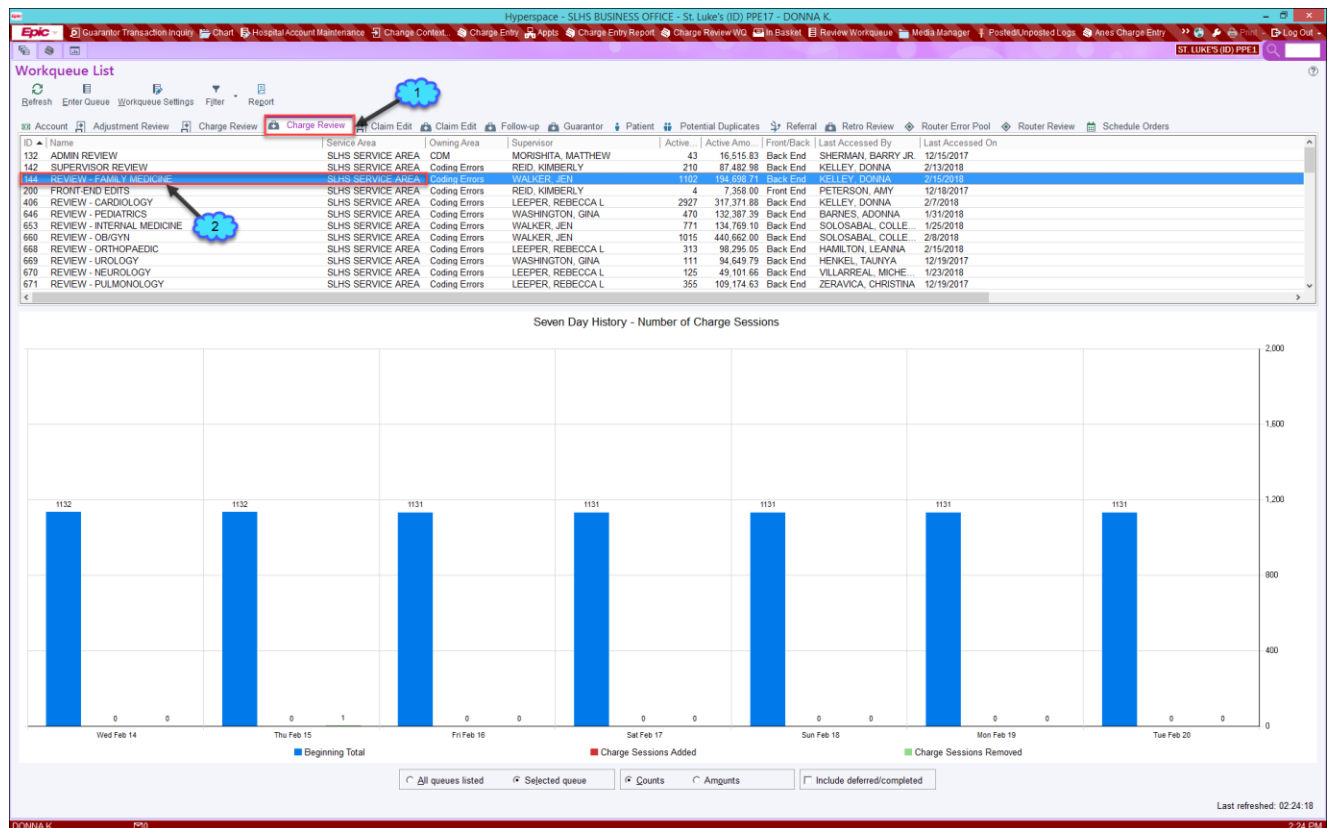 Hyperspace - SLHS BUSINESS OFFICE - St. Luke's (ID) PPE17 - DONNA K.
Epic Guarantor Transaction Inquiry Chart Hospital Account Maintenance Change Context... Charge Entry Appts Charge Entry Report Charge Review WQ In Basket Review Workqueue Media Manager Posted/Unposted Logs Anes Charge Entry Print Log Out
ST. LUKE'S (ID) PPE1
Workqueue List
Refresh Enter Queue Workqueue Settings Filter Report
1
Account Adjustment Review Charge Review Charge Review Claim Edit Claim Edit Follow-up Guarantor Patient Potential Duplicates Referral Retro Review Router Error Pool Router Review Schedule Orders
ID Name Service Area Owning Area Supervisor Active... Active Amo... Front/Back Last Accessed By Last Accessed On
132 ADMIN REVIEW SLHS SERVICE AREA CDM MORISHITA, MATTHEW 43 16,515.83 Back End SHERMAN, BARRY JR. 12/15/2017
142 SUPERVISOR REVIEW SLHS SERVICE AREA Coding Errors REID, KIMBERLY 210 87,482.98 Back End KELLEY, DONNA 2/13/2018
144 REVIEW - FAMILY MEDICINE SLHS SERVICE AREA Coding Errors WALKER, JEN 1102 194,698.71 Back End KELLEY, DONNA 2/15/2018
200 FRONT-END EDITS SLHS SERVICE AREA Coding Errors REID, KIMBERLY 4 7,358.00 Front End PETERSON, AMY 12/18/2017
406 REVIEW - CARDIOLOGY SLHS SERVICE AREA Coding Errors LEEPER, REBECCA L 2927 317,371.88 Back End KELLEY, DONNA 2/7/2018
646 REVIEW - PEDIATRICS SLHS SERVICE AREA Coding Errors WASHINGTON, GINA 470 132,387.39 Back End BARNES, ADONNA 1/31/2018
653 REVIEW - INTERNAL MEDICINE SLHS SERVICE AREA Coding Errors WALKER, JEN 771 134,769.10 Back End SOLOSABAL, COLLE... 1/25/2018
2
660 REVIEW - OB/GYN SLHS SERVICE AREA Coding Errors WALKER, JEN 1015 440,662.00 Back End SOLOSABAL, COLLE... 2/8/2018
668 REVIEW - ORTHOPAEDIC SLHS SERVICE AREA Coding Errors LEEPER, REBECCA L 313 98,295.05 Back End HAMILTON, LEANNA 2/15/2018
669 REVIEW - UROLOGY SLHS SERVICE AREA Coding Errors WASHINGTON, GINA 111 94,649.79 Back End HENKEL, TAUNYA 12/19/2017
670 REVIEW - NEUROLOGY SLHS SERVICE AREA Coding Errors LEEPER, REBECCA L 125 49,101.66 Back End VILLARREAL, MICHE... 1/23/2018
671 REVIEW - PULMONOLOGY SLHS SERVICE AREA Coding Errors LEEPER, REBECCA L 355 109,174.63 Back End ZERAVICA, CHRISTINA 12/19/2017
Seven Day History - Number of Charge Sessions
2,000
1,600
1,200
1132 1132 1131 1131 1131 1131 1131
800
400
0 0 0 1 0 0 0 0 0 0 0 0 0 0
0
Wed Feb 14 Thu Feb 15 Fri Feb 16 Sat Feb 17 Sun Feb 18 Mon Feb 19 Tue Feb 20
Beginning Total Charge Sessions Added Charge Sessions Removed
All queues listed Selected queue Counts Amounts Include deferred/completed
Last refreshed: 02:24:18
DONNA K. 0 2:24 PM